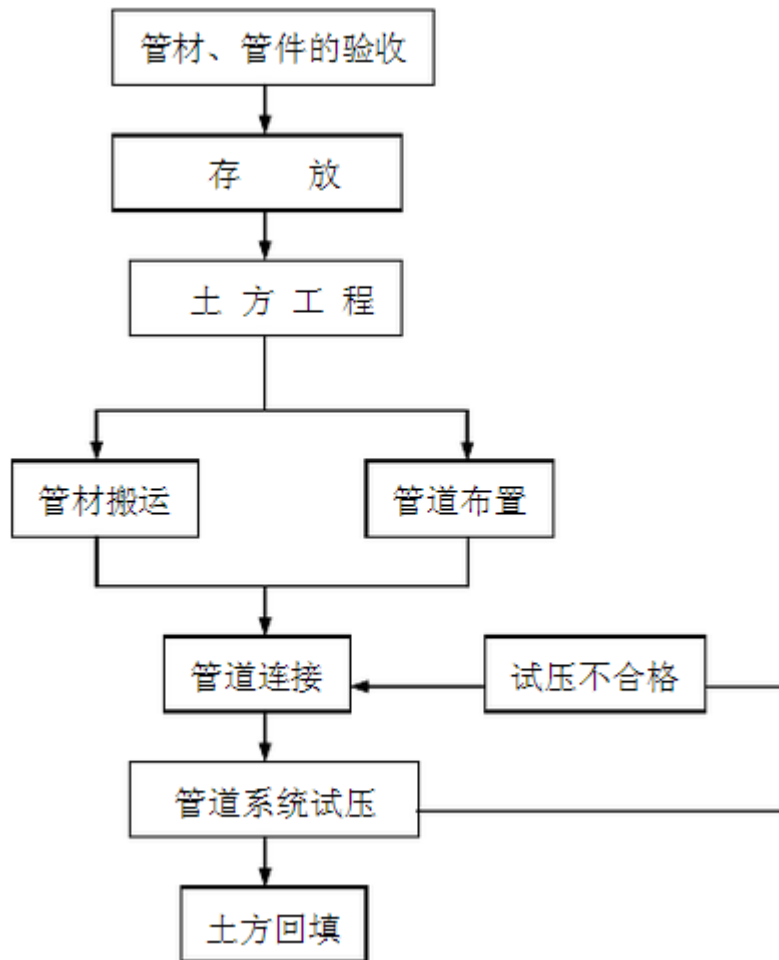 管材、管件的验收
存 放
土 方 工 程
管材搬运
管道布置
管道连接
试压不合格
管道系统试压
土方回填